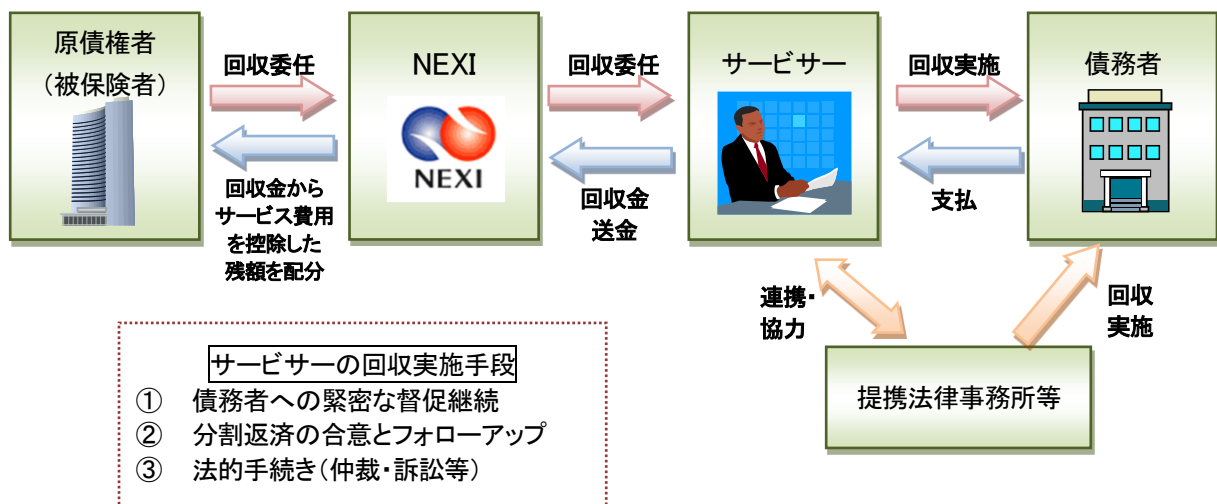 原債権者
(被保険者)
回収委任
回収金から
サービス費用
を控除した
残額を配分
NEXI
NEXI
回収委任
回収金
送金
サービサー
回収実施
支払
債務者
連携・
協力
回収
実施
提携法律事務所等
サービサーの回収実施手段
① 債務者への緊密な督促継続
② 分割返済の合意とフォローアップ
③ 法的手続き(仲裁・訴訟等)